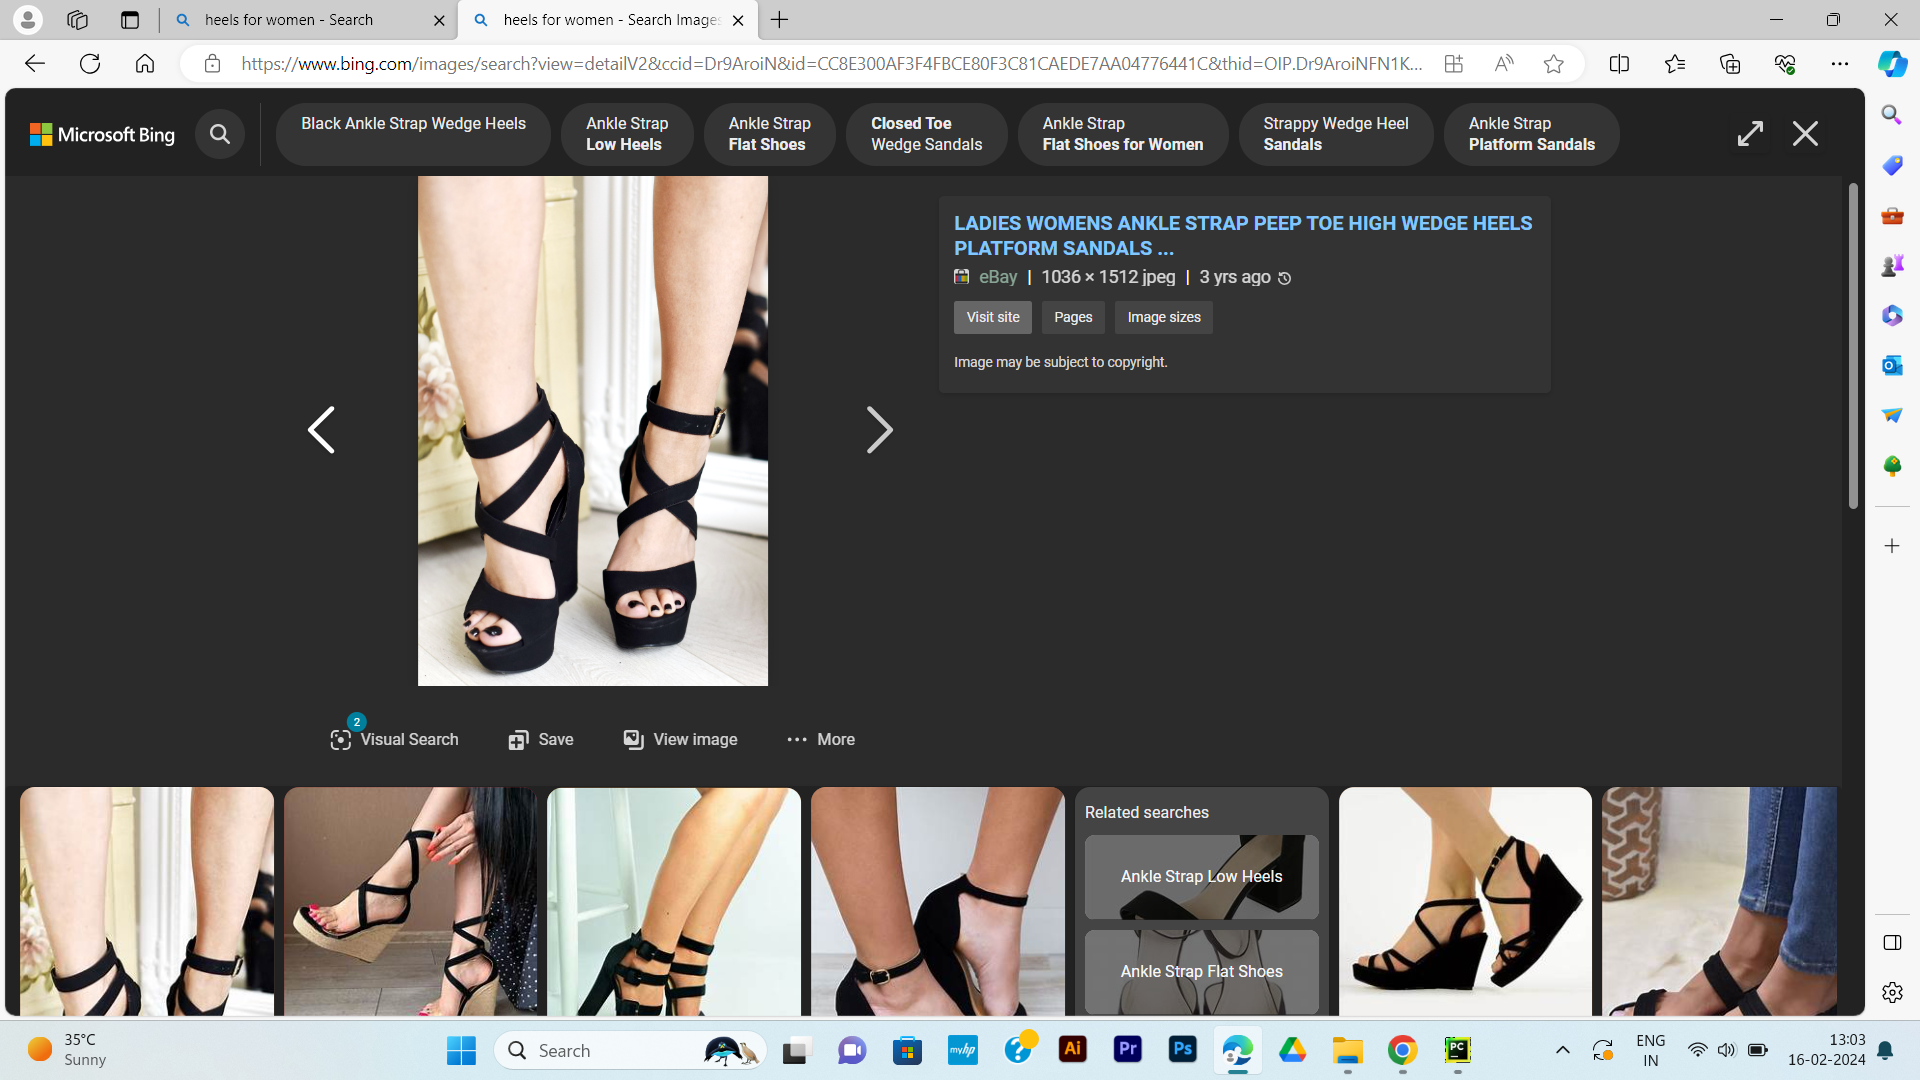 heels for women - Search
heels for women - Search Images
https://www.bing.com/images/search?view=detailV2&ccid=Dr9AroiN&id=CC8E300AF3F4FBCE80F3C81CAEDE7AA04776441C&thid=OIP.Dr9AroiNFN1K...
Microsoft Bing
Black Ankle Strap Wedge Heels
Ankle Strap
Low Heels
Ankle Strap
Flat Shoes
Closed Toe
Wedge Sandals
Ankle Strap
Flat Shoes for Women
Strappy Wedge Heel
Sandals
Ankle Strap
Platform Sandals
LADIES WOMENS ANKLE STRAP PEEP TOE HIGH WEDGE HEELS
PLATFORM SANDALS ...
eBay | 1036 × 1512 jpeg | 3 yrs ago
Visit site
Pages
Image sizes
Image may be subject to copyright.
2
Visual Search
Save
View image
More
Related searches
Ankle Strap Low Heels
Ankle Strap Flat Shoes
35°C
Sunny
Search
myhp
Ai
Pr
Ps
PC
ENG
IN
13:03
16-02-2024